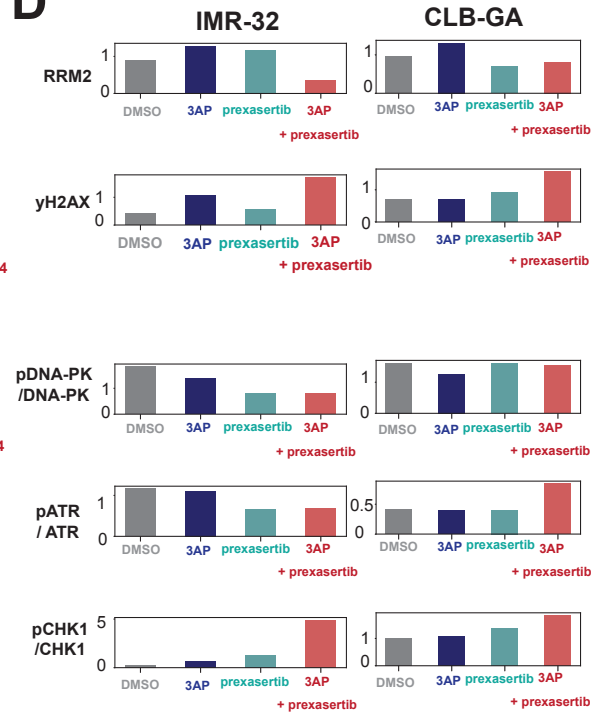 D
IMR-32 CLB-GA
RRM2
1
0
DMSO 3AP prexasertib 3AP
+ prexasertib
1
0
DMSO 3AP prexasertib 3AP
+ prexasertib
yH2AX
1
0
DMSO 3AP prexasertib 3AP
+ prexasertib
1
0
DMSO 3AP prexasertib 3AP
+ prexasertib
4
pDNA-PK
/DNA-PK
1
0
DMSO 3AP prexasertib 3AP
+ prexasertib
1
0
DMSO 3AP prexasertib 3AP
+ prexasertib
4
pATR
/ ATR
1
0
DMSO 3AP prexasertib 3AP
+ prexasertib
0.5
0
DMSO 3AP prexasertib 3AP
+ prexasertib
pCHK1
/CHK1
5
0
DMSO 3AP prexasertib 3AP
+ prexasertib
1
0
DMSO 3AP prexasertib 3AP
+ prexasertib